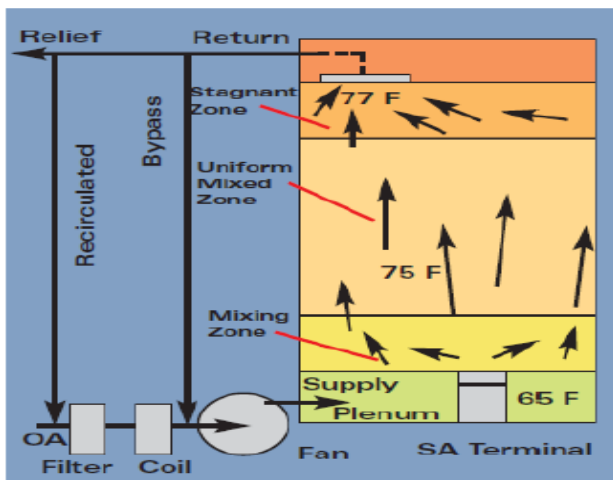 Relief
Return
Stagnant
Zone
77 F
Bypass
Recirculated
Uniform
Mixed
Zone
75 F
Mixing
Zone
Supply
Plenum
65 F
OA
Filter
Coil
Fan
SA Terminal